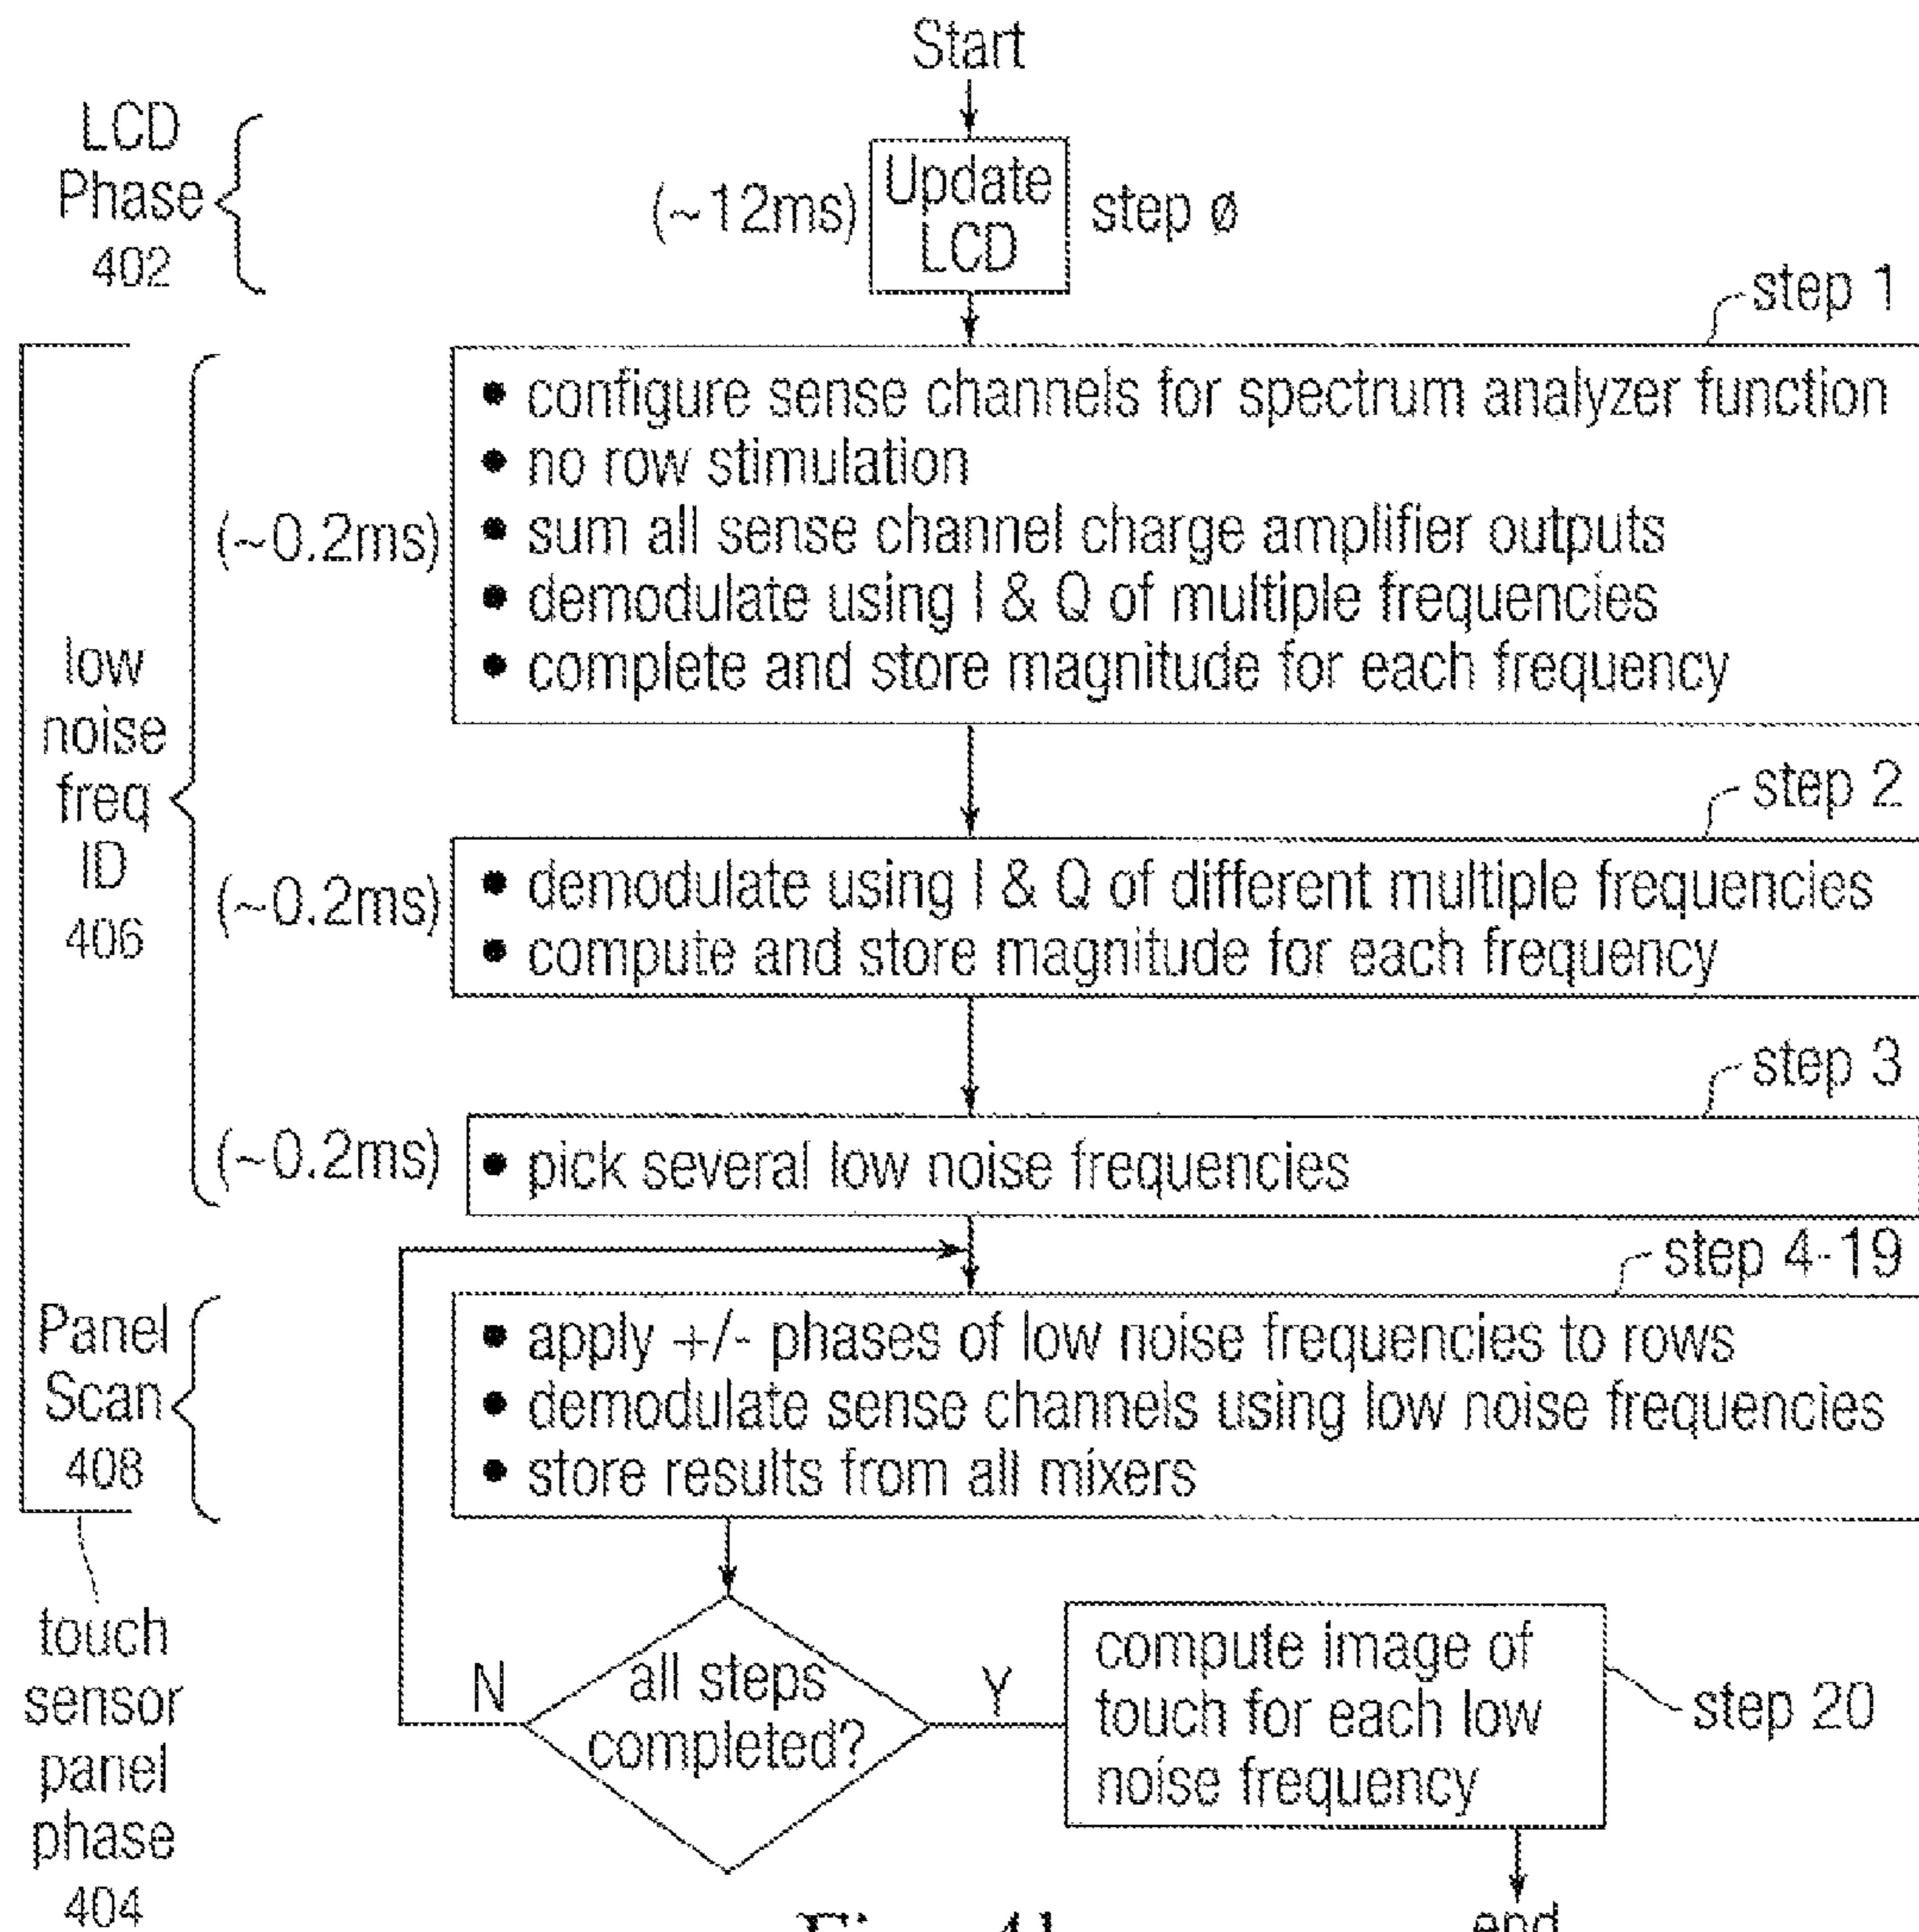 Start
LCD
Phase
402
(~12ms)
Update
LCD
step ø
step 1
• configure sense channels for spectrum analyzer function
• no row stimulation
• sum all sense channel charge amplifier outputs
• demodulate using I & Q of multiple frequencies
• complete and store magnitude for each frequency
(~0.2ms)
low
noise
freq
ID
406
step 2
(~0.2ms)
• demodulate using I & Q of different multiple frequencies
• compute and store magnitude for each frequency
step 3
(~0.2ms)
• pick several low noise frequencies
step 4-19
Panel
Scan
408
• apply +/- phases of low noise frequencies to rows
• demodulate sense channels using low noise frequencies
• store results from all mixers
touch
sensor
panel
phase
404
N
all steps
completed?
Y
compute image of
touch for each low
noise frequency
step 20
end